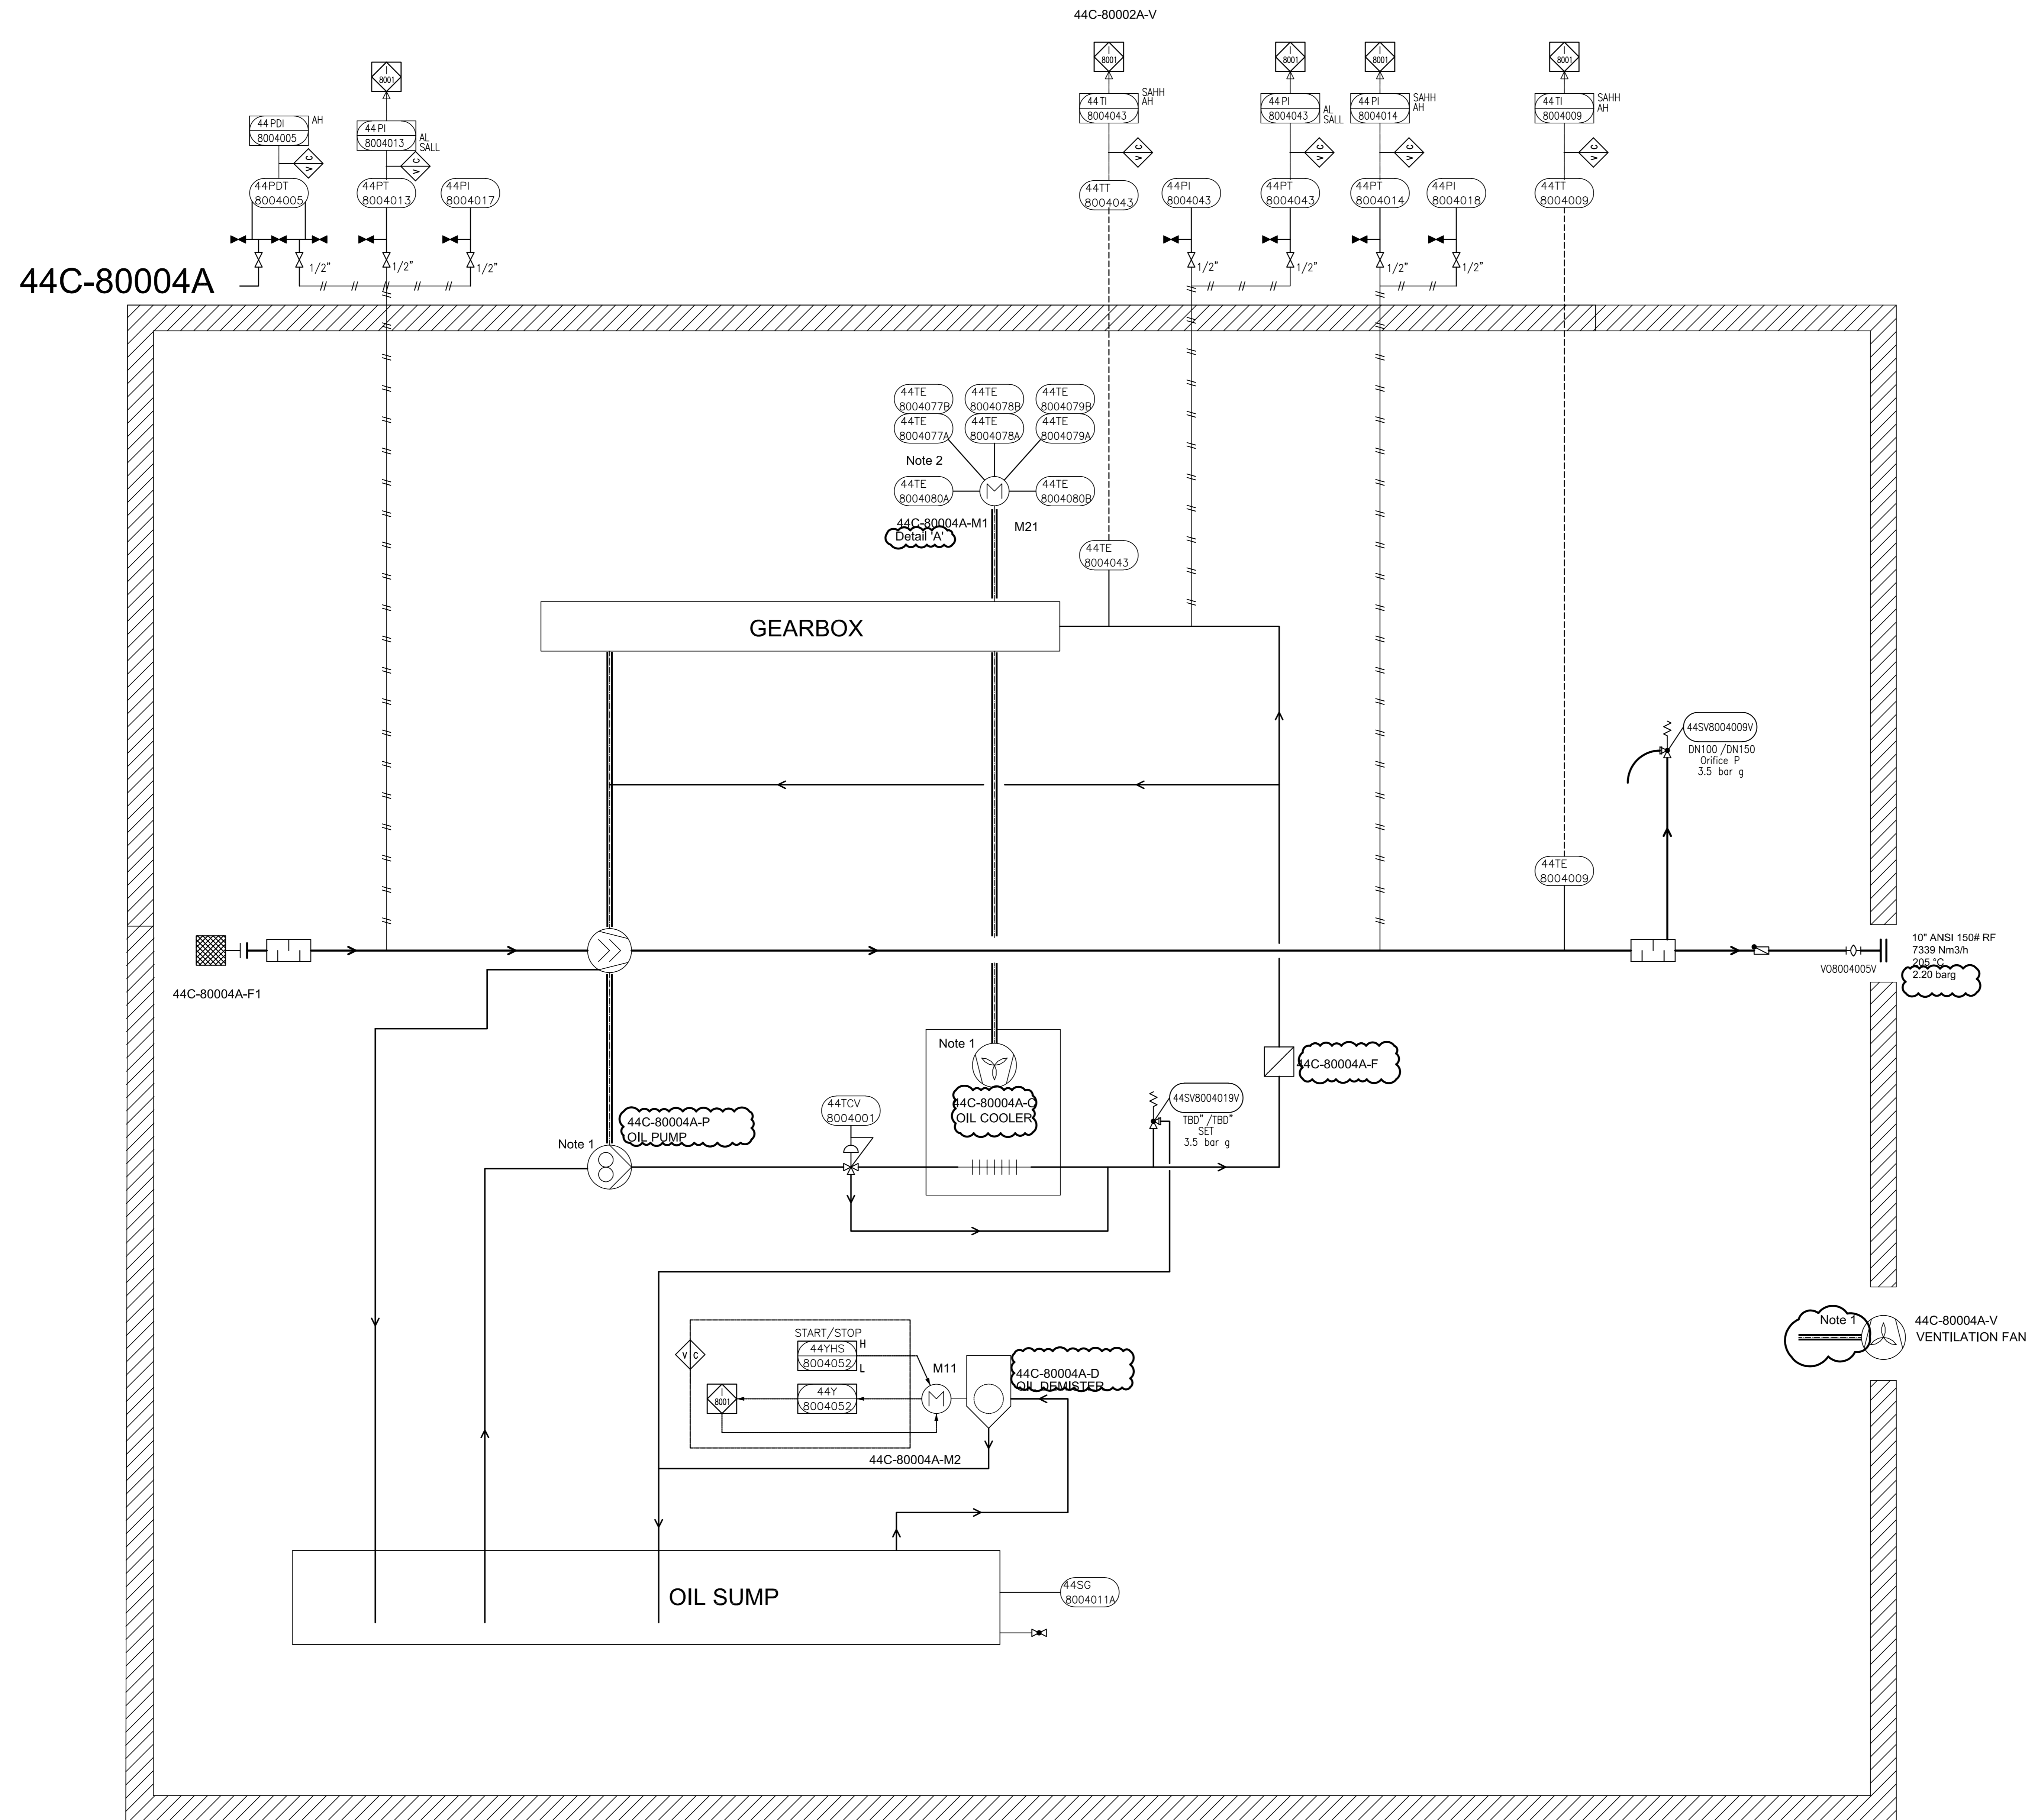 44C-80002A-V
I
8001
I
8001
I
8001
I
8001
I
8001
44 PDI
8004005
AH
44 PI
8004013
AL
SALL
44 TI
8004043
SAHH
AH
44 PI
8004043
AL
SALL
44 PI
8004014
SAHH
AH
44 TI
8004009
SAHH
AH
V C
V C
V C
V C
V C
V C
44PDT
8004005
44PT
8004013
44PI
8004017
44TT
8004043
44PI
8004043
44PT
8004043
44PT
8004014
44PI
8004018
44TT
8004009
1/2"
1/2"
1/2"
1/2"
1/2"
1/2"
1/2"
44C-80004A
44TE
8004077B
44TE
8004078B
44TE
8004079B
44TE
8004077A
44TE
8004078A
44TE
8004079A
Note 2
44TE
8004080A
M
44TE
8004080B
44C-80004A-M1
M21
Detail 'A'
44TE
8004043
GEARBOX
44SV8004009V
DN100 /DN150
Orifice P
3.5 bar g
44TE
8004009
44C-80004A-F1
V08004005V
10" ANSI 150# RF
7339 Nm3/h
205 °C
2.20 barg
Note 1
44C-80004A-C
OIL COOLER
44C-80004A-F
44C-80004A-P
OIL PUMP
Note 1
44TCV
8004001
44SV8004019V
TBD" /TBD"
SET
3.5 bar g
START/STOP
44YHS
8004052
H
L
V C
I
8001
44Y
8004052
M11
M
44C-80004A-D
OIL DEMISTER
44C-80004A-M2
Note 1
44C-80004A-V
VENTILATION FAN
OIL SUMP
44SG
8004011A